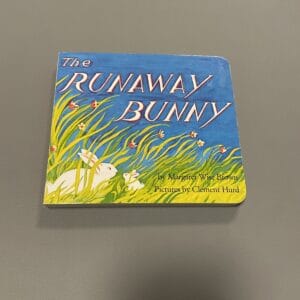 The
RUNAWAY
BUNNY
by Margaret Wise Brown
Pictures by Clement Hurd